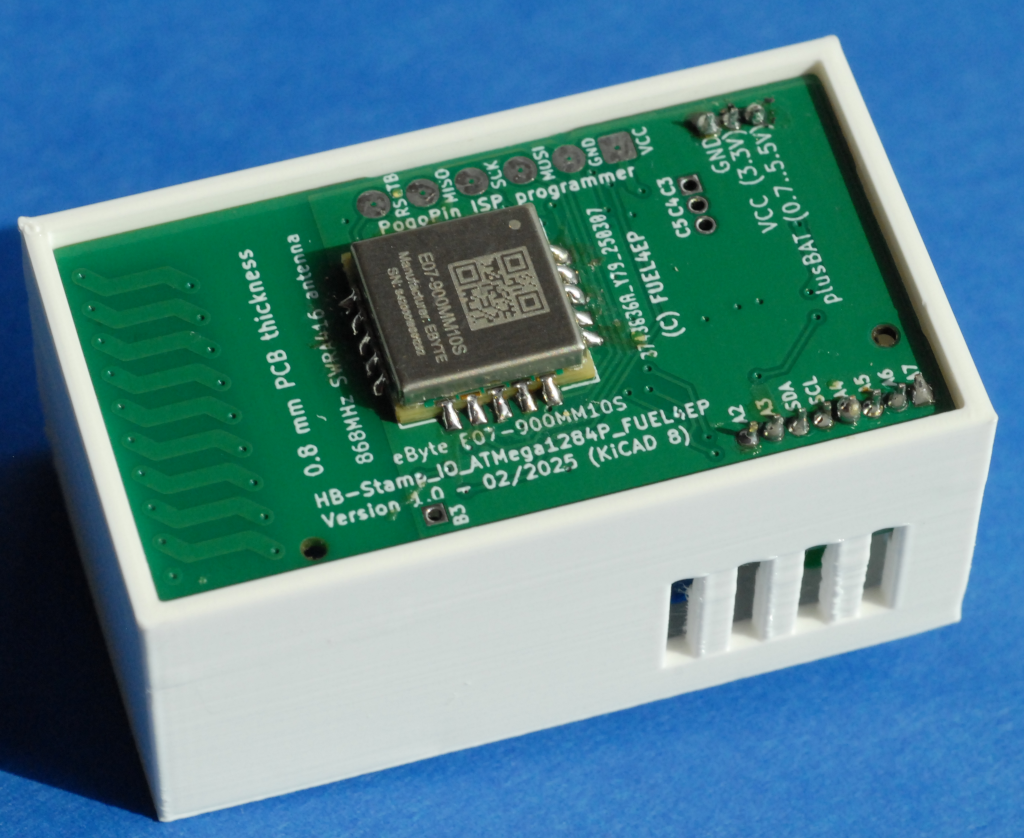 RSTB
MISO
SCK
MOSI
GND
VCC
PogoPin ISP programmer
GND
VCC (3.3V)
plusBAT (0.7..5.5V)
C5C4C3
E07-900MM10S
Manufacturer: EBYTE
(C) FUEL4EP
0.8 mm PCB thickness
868MHz SWRA416 antenna
A2
A3
SDA
SCL
A4
A5
A6
A7
eByte E07-900MM10S
HB-Stamp_IO_ATMega1284P_FUEL4EP
Version 1.0 - 02/2025 (KiCAD 8)
B3